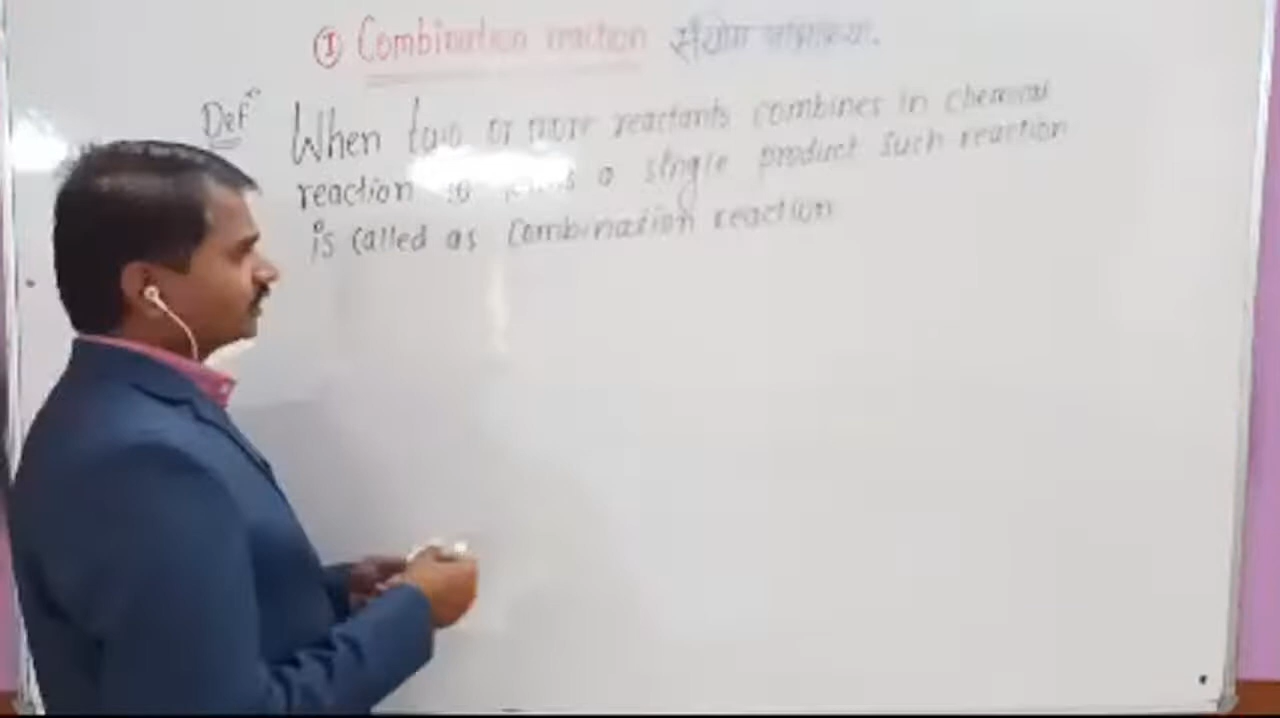 ① Combination reaction संयोग अभिक्रिया.
Defⁿ When two or more reactants combines in chemical
reaction to forms a single product such reaction
is called as Combination reaction